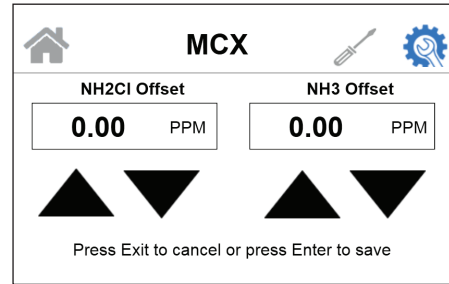 MCX
NH2Cl Offset NH3 Offset
0.00 PPM 0.00 PPM
Press Exit to cancel or press Enter to save